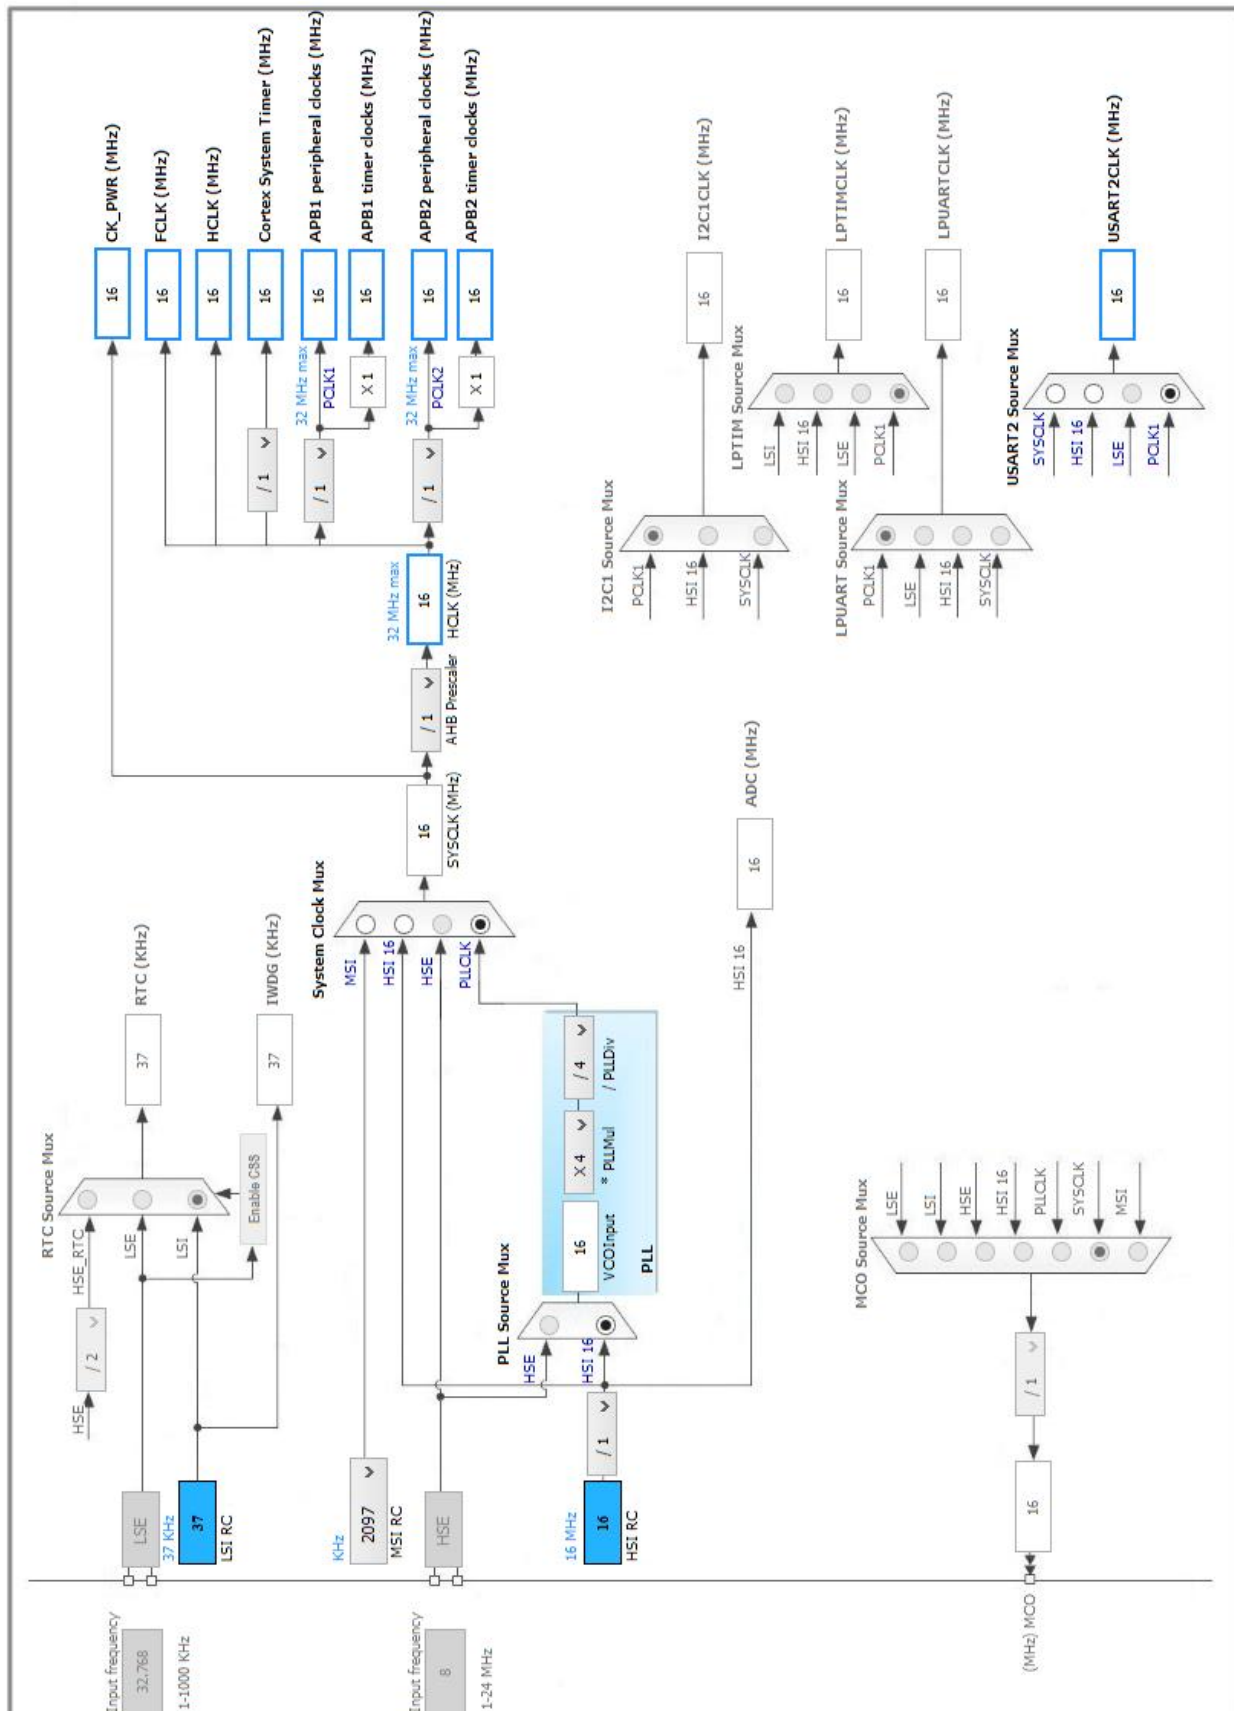 Input frequency
32.768
1-1000 KHz
LSE
37 KHz
37
LSI RC
HSE
/ 2
HSE_RTC
LSE
LSI
RTC Source Mux
Enable CSS
37
RTC (KHz)
37
IWDG (KHz)
KHz
2097
MSI RC
Input frequency
8
1-24 MHz
HSE
16 MHz
16
HSI RC
/ 1
PLL Source Mux
HSE
HSI 16
16
VCOInput
X 4
* PLLMul
/ 4
/ PLLDiv
PLL
System Clock Mux
MSI
HSI 16
HSE
PLLCLK
16
SYSCLK (MHz)
/ 1
AHB Prescaler
32 MHz max
16
HCLK (MHz)
16
CK_PWR (MHz)
16
FCLK (MHz)
16
HCLK (MHz)
/ 1
16
Cortex System Timer (MHz)
/ 1
32 MHz max
PCLK1
16
APB1 peripheral clocks (MHz)
X 1
16
APB1 timer clocks (MHz)
/ 1
32 MHz max
PCLK2
16
APB2 peripheral clocks (MHz)
X 1
16
APB2 timer clocks (MHz)
HSI 16
16
ADC (MHz)
I2C1 Source Mux
PCLK1
HSI 16
SYSCLK
16
I2C1CLK (MHz)
LPTIM Source Mux
LSI
HSI 16
LSE
PCLK1
16
LPTIMCLK (MHz)
LPUART Source Mux
PCLK1
LSE
HSI 16
SYSCLK
16
LPUARTCLK (MHz)
USART2 Source Mux
SYSCLK
HSI 16
LSE
PCLK1
16
USART2CLK (MHz)
MCO Source Mux
LSE
LSI
HSE
HSI 16
PLLCLK
SYSCLK
MSI
/ 1
16
(MHz) MCO